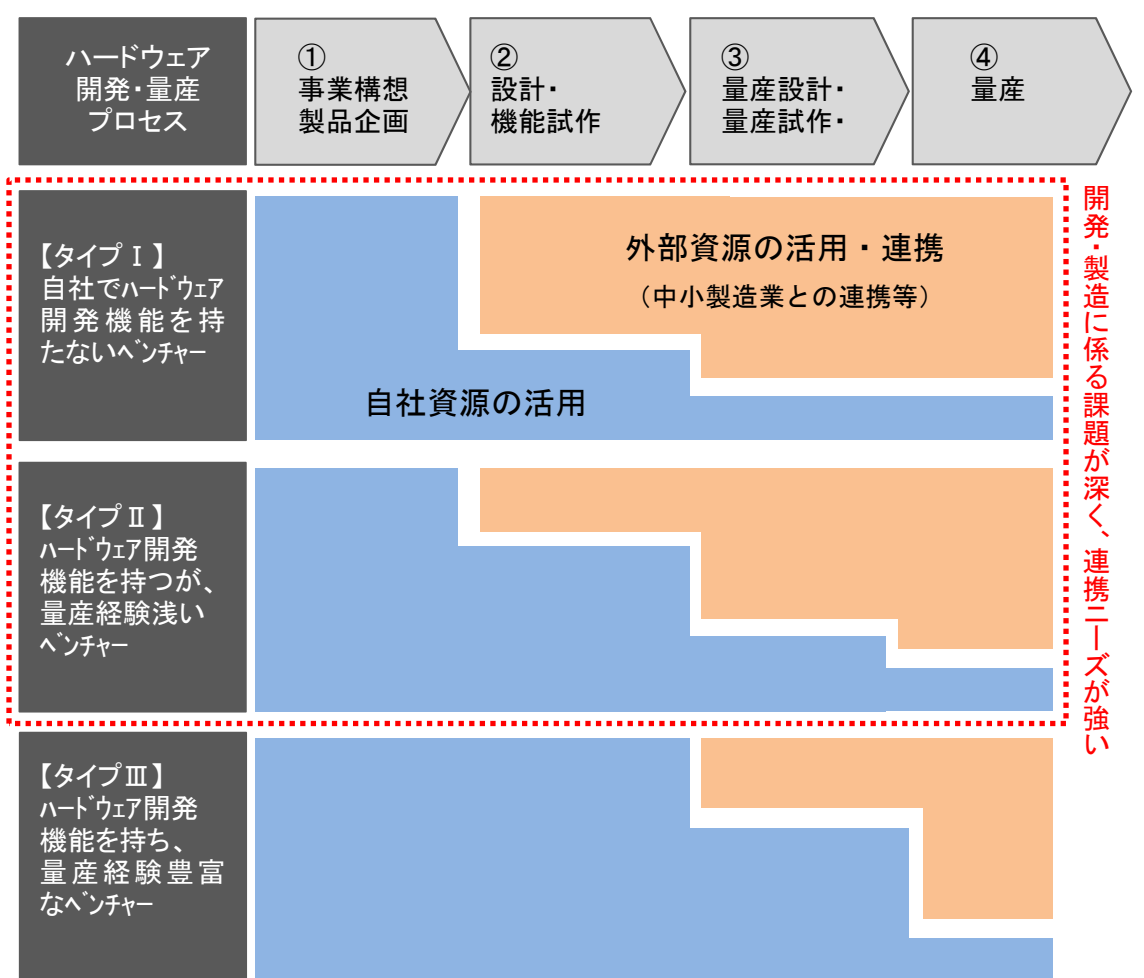 ハードウェア
開発・量産
プロセス
①
事業構想
製品企画
②
設計・
機能試作
③
量産設計・
量産試作・
④
量産
【タイプⅠ】
自社でﾊｰﾄﾞｳｪｱ
開発機能を持
たないﾍﾞﾝﾁｬｰ
外部資源の活用・連携
（中小製造業との連携等）
自社資源の活用
【タイプⅡ】
ﾊｰﾄﾞｳｪｱ開発
機能を持つが、
量産経験浅い
ﾍﾞﾝﾁｬｰ
【タイプⅢ】
ﾊｰﾄﾞｳｪｱ開発
機能を持ち、
量産経験豊富
なﾍﾞﾝﾁｬｰ
開発・製造に係る課題が深く、連携ニーズが強い